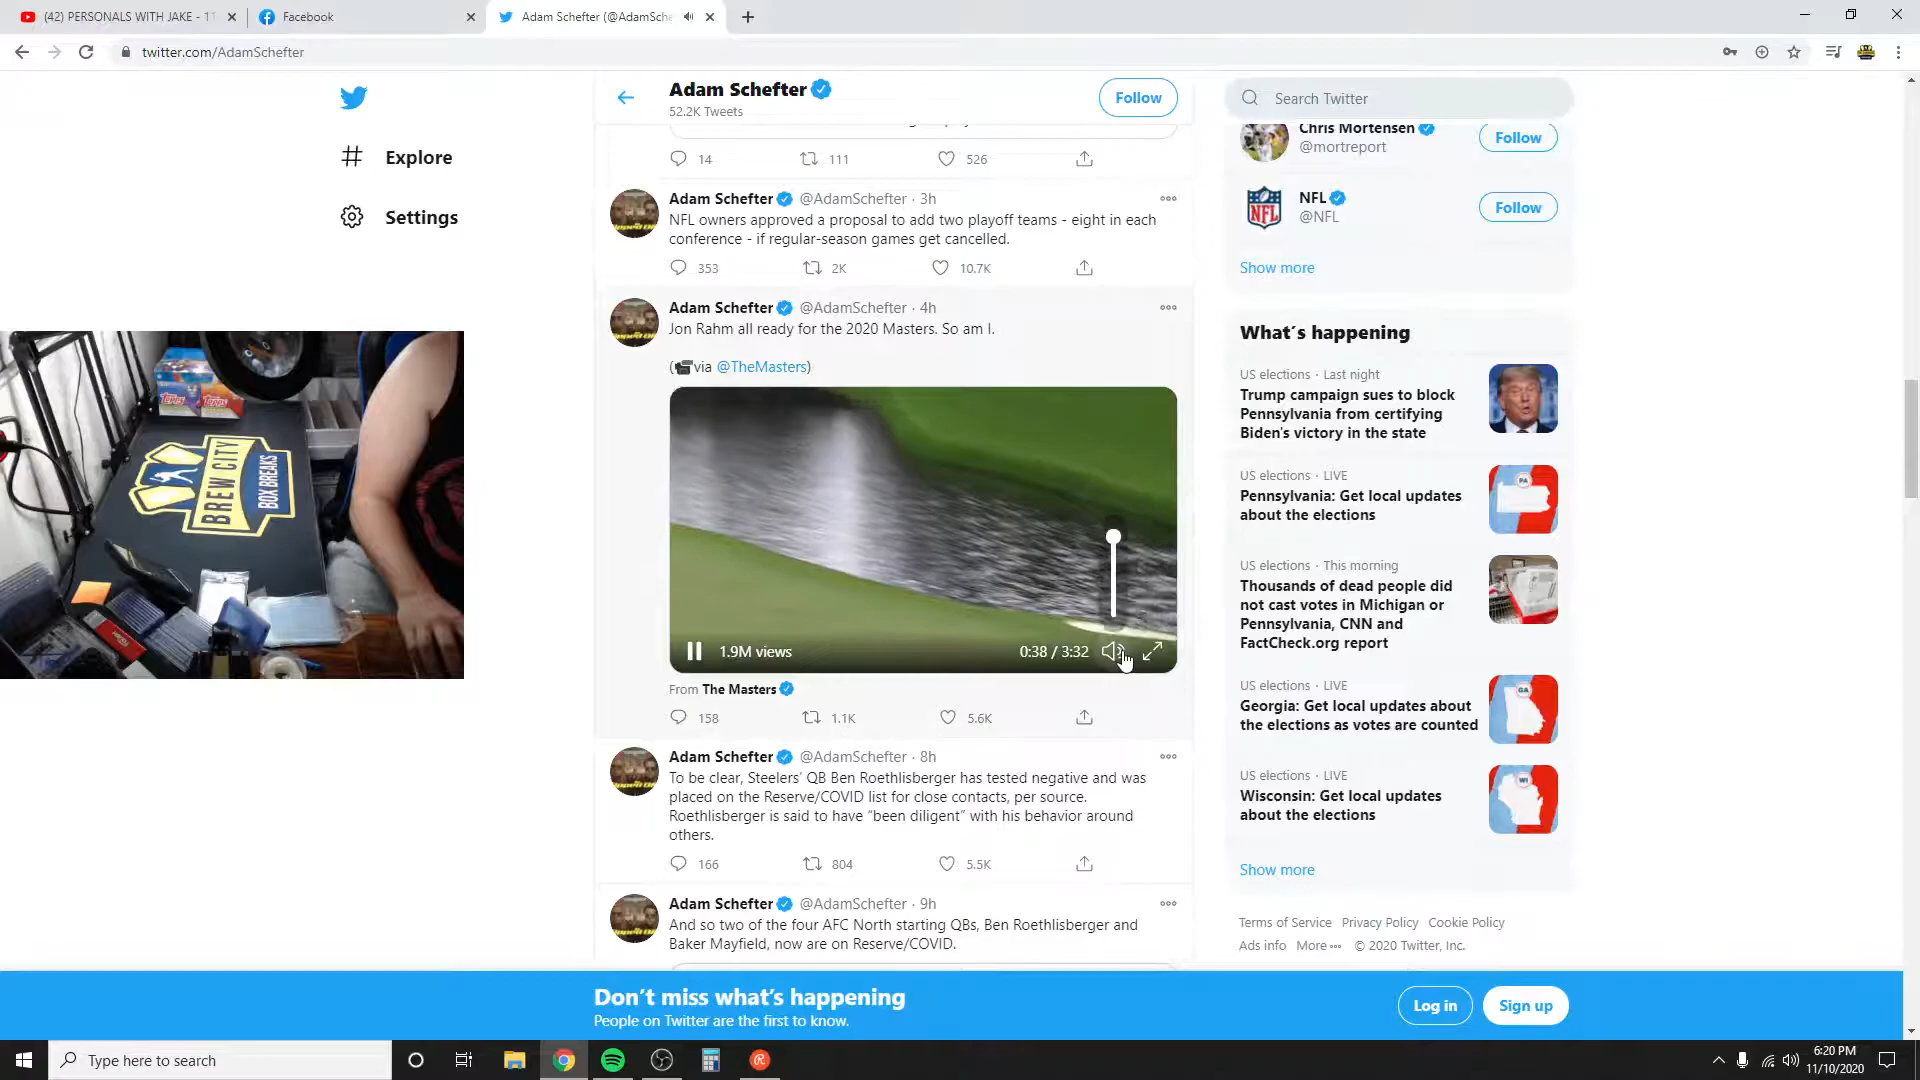 (42) PERSONALS WITH JAKE - 1
Facebook
Adam Schefter (@AdamSche
twitter.com/AdamSchefter
Explore
Settings
Adam Schefter
52.2K Tweets
Follow
Search Twitter
14 111 526
Adam Schefter @AdamSchefter · 3h
NFL owners approved a proposal to add two playoff teams - eight in each
conference - if regular-season games get cancelled.
353 2K 10.7K
Adam Schefter @AdamSchefter · 4h
Jon Rahm all ready for the 2020 Masters. So am I.
(📹via @TheMasters)
1.9M views
0:38 / 3:32
From The Masters
158 1.1K 5.6K
Adam Schefter @AdamSchefter · 8h
To be clear, Steelers' QB Ben Roethlisberger has tested negative and was
placed on the Reserve/COVID list for close contacts, per source.
Roethlisberger is said to have “been diligent” with his behavior around
others.
166 804 5.5K
Adam Schefter @AdamSchefter · 9h
And so two of the four AFC North starting QBs, Ben Roethlisberger and
Baker Mayfield, now are on Reserve/COVID.
Chris Mortensen
@mortreport
Follow
NFL
NFL
@NFL
Follow
Show more
What's happening
US elections · Last night
Trump campaign sues to block
Pennsylvania from certifying
Biden's victory in the state
US elections · LIVE
Pennsylvania: Get local updates
about the elections
PA
US elections · This morning
Thousands of dead people did
not cast votes in Michigan or
Pennsylvania, CNN and
FactCheck.org report
US elections · LIVE
Georgia: Get local updates about
the elections as votes are counted
GA
US elections · LIVE
Wisconsin: Get local updates
about the elections
WI
Show more
Terms of Service Privacy Policy Cookie Policy
Ads info More ··· © 2020 Twitter, Inc.
Topps Topps
BREW CITY
BOX BREAKS
Don't miss what's happening
People on Twitter are the first to know.
Log in
Sign up
Type here to search
6:20 PM
11/10/2020